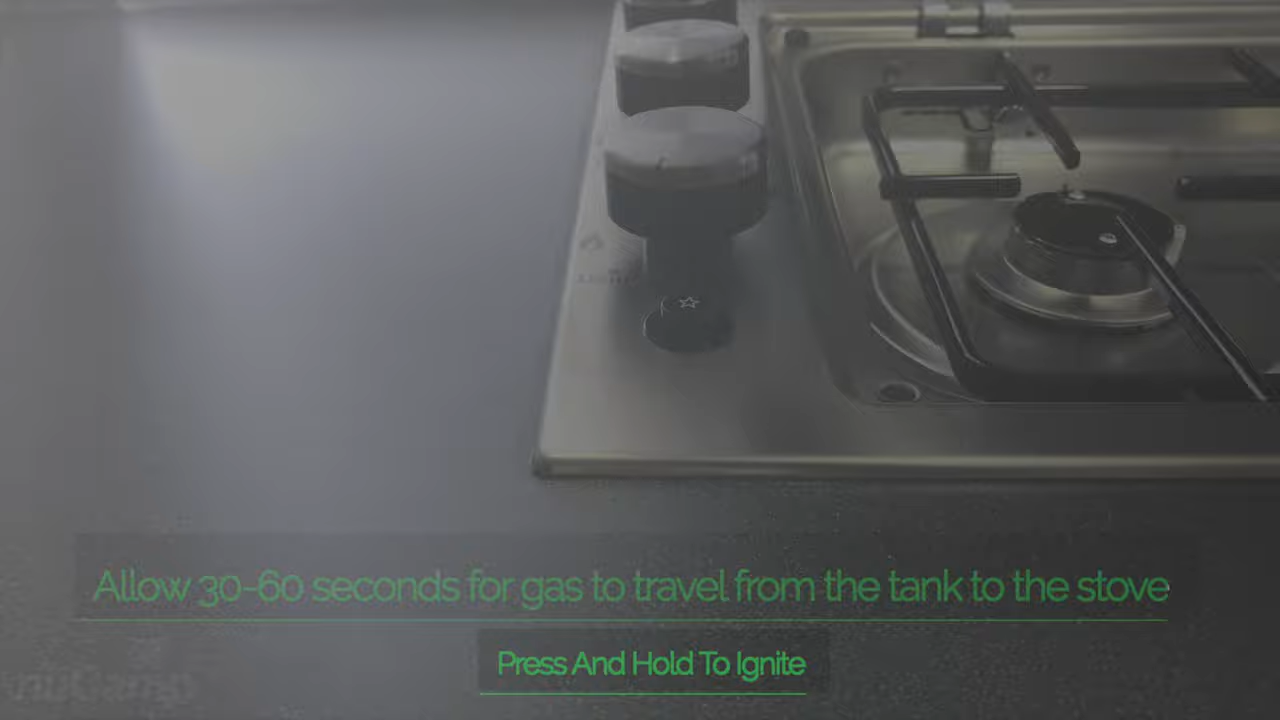 Allow 30-60 seconds for gas to travel from the tank to the stove
Press And Hold To Ignite
nuCamp